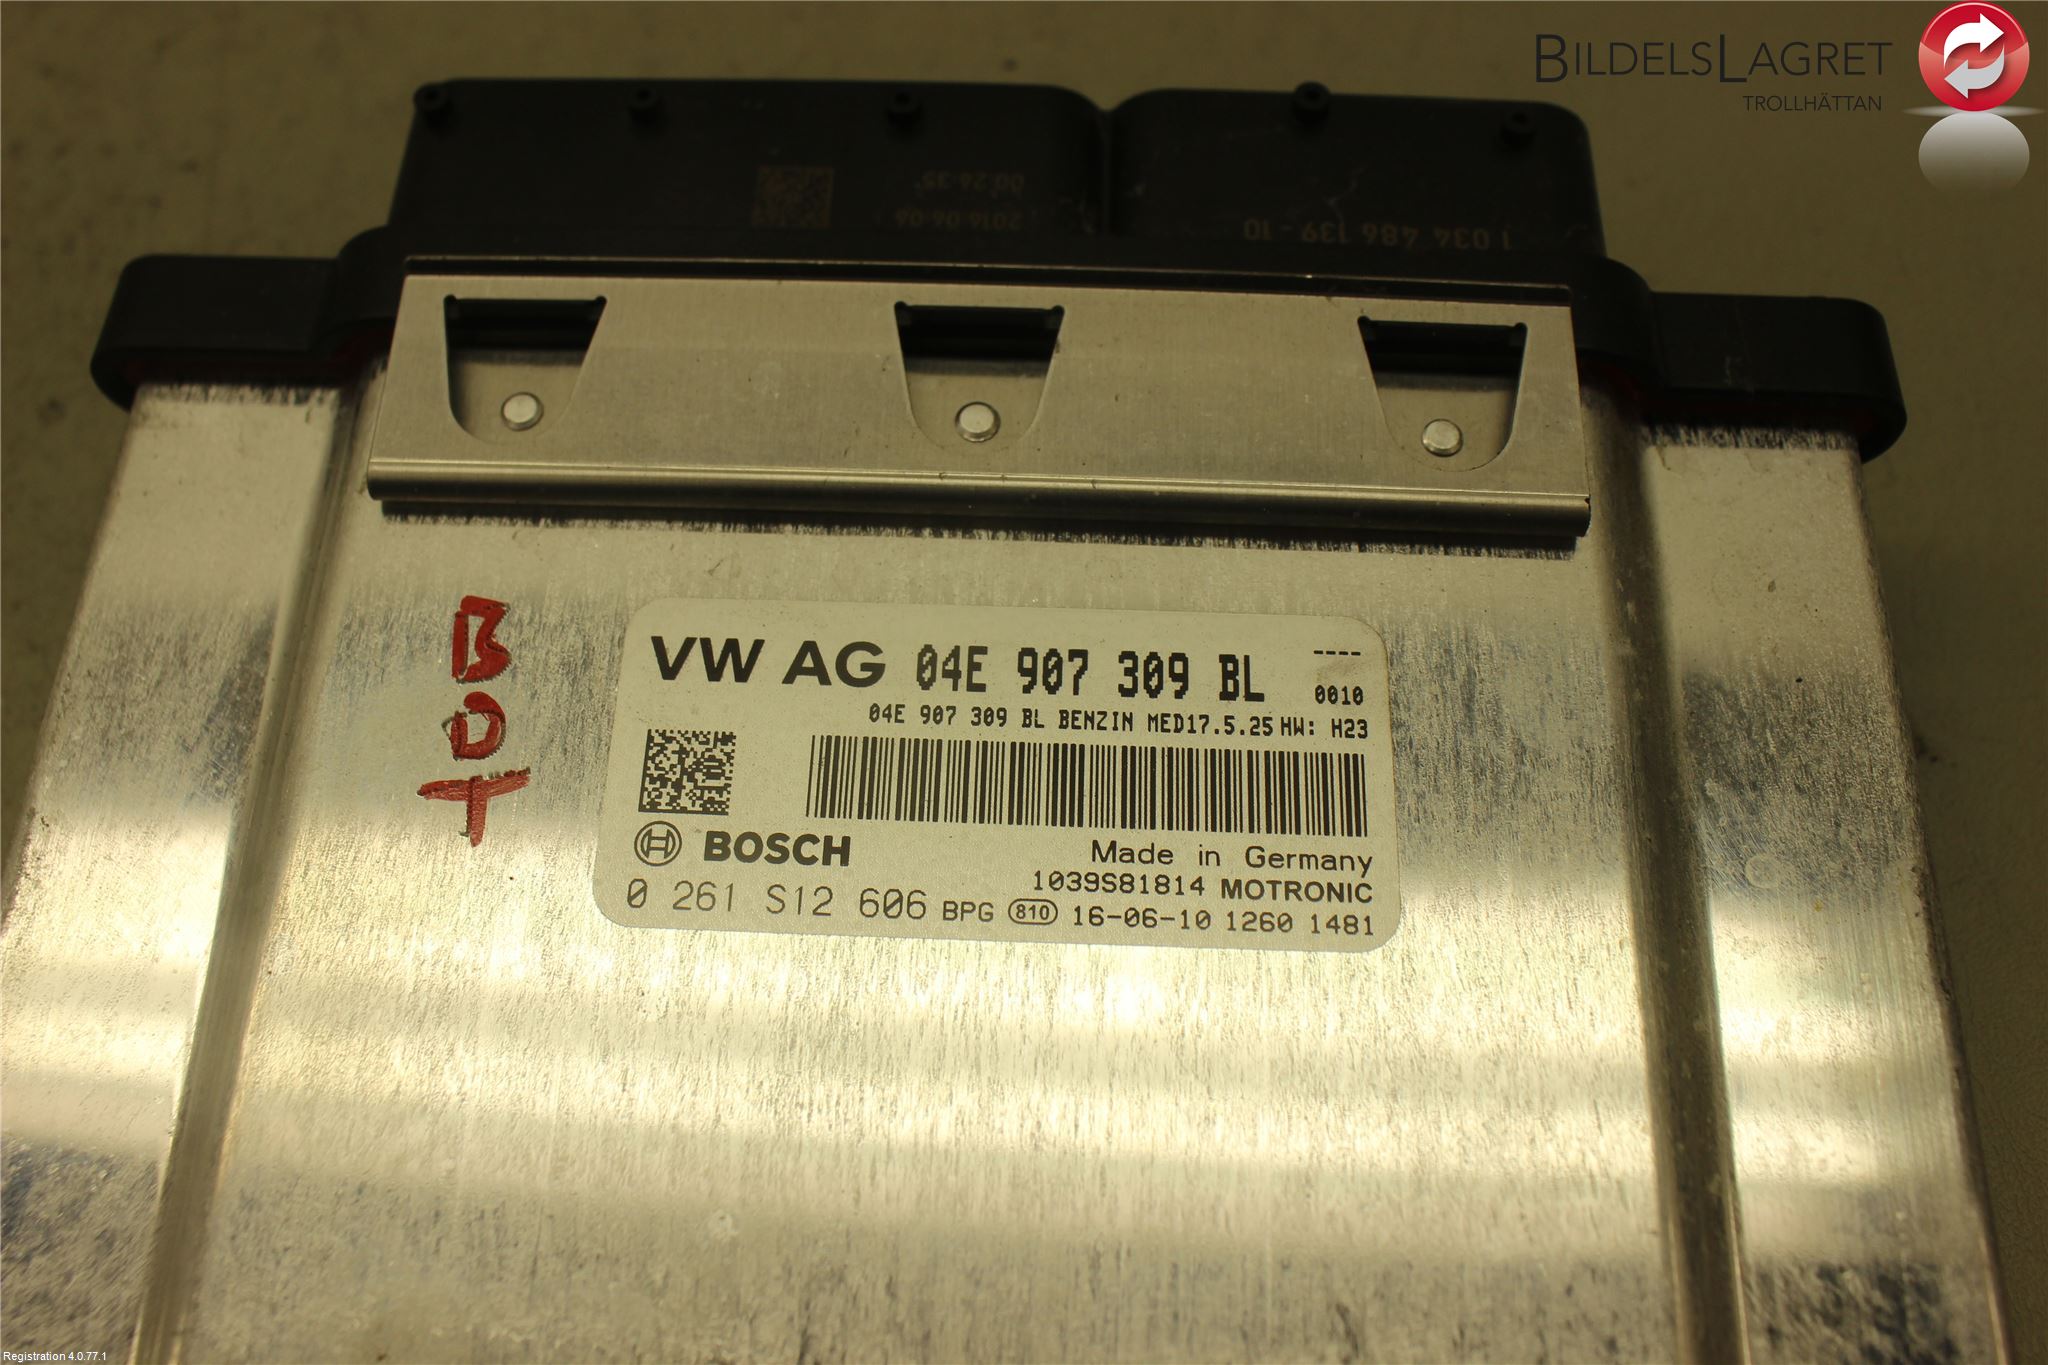 BILDELSLAGRET
TROLLHÄTTAN
00:26:35
2016 06 06
1 034 486 139 - 10
B
O
T
VW AG 04E 907 309 BL ----
0010
04E 907 309 BL BENZIN MED17.5.25 HW: H23
BOSCH
Made in Germany
1039S81814 MOTRONIC
0 261 S12 606 BPG 810 16-06-10 1260 1481
Registration 4.0.77.1